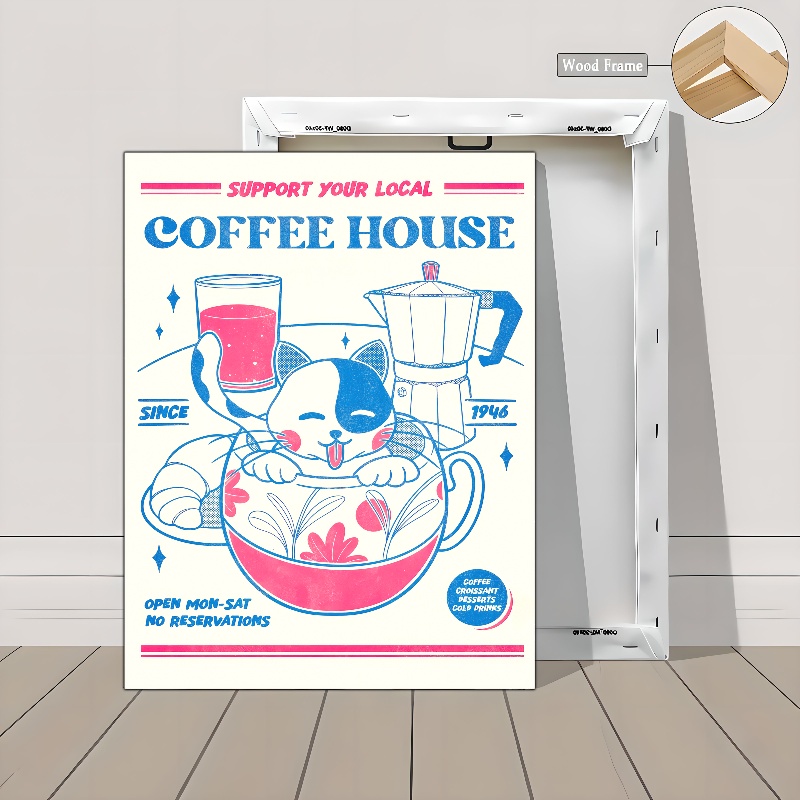 Wood Frame
SUPPORT YOUR LOCAL
COFFEE HOUSE
SINCE
1946
OPEN MON-SAT
NO RESERVATIONS
COFFEE
CROISSANT
DESSERTS
COLD DRINKS